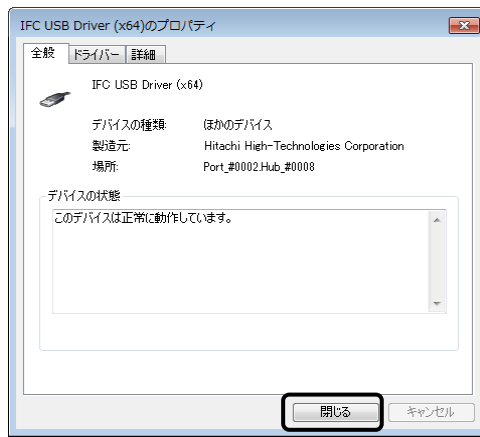 IFC USB Driver (x64)のプロパティ
全般 ドライバー 詳細
IFC USB Driver (x64)
デバイスの種類: ほかのデバイス
製造元: Hitachi High-Technologies Corporation
場所: Port_#0002.Hub_#0008
デバイスの状態
このデバイスは正常に動作しています。
閉じる キャンセル